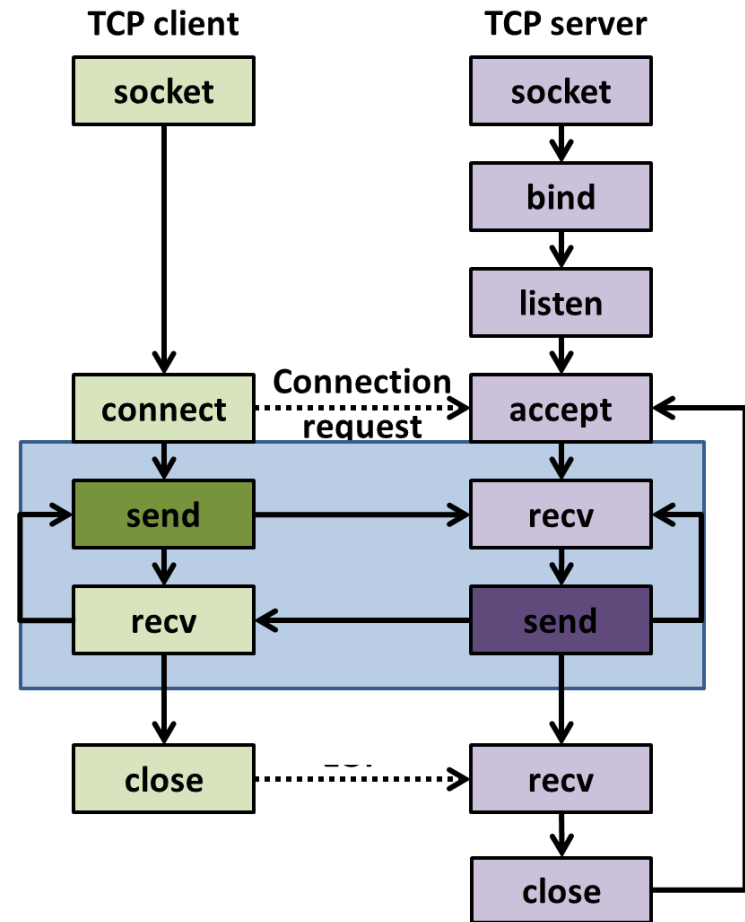 TCP client
TCP server
socket
socket
bind
listen
connect
Connection
request
accept
send
recv
recv
send
close
recv
close